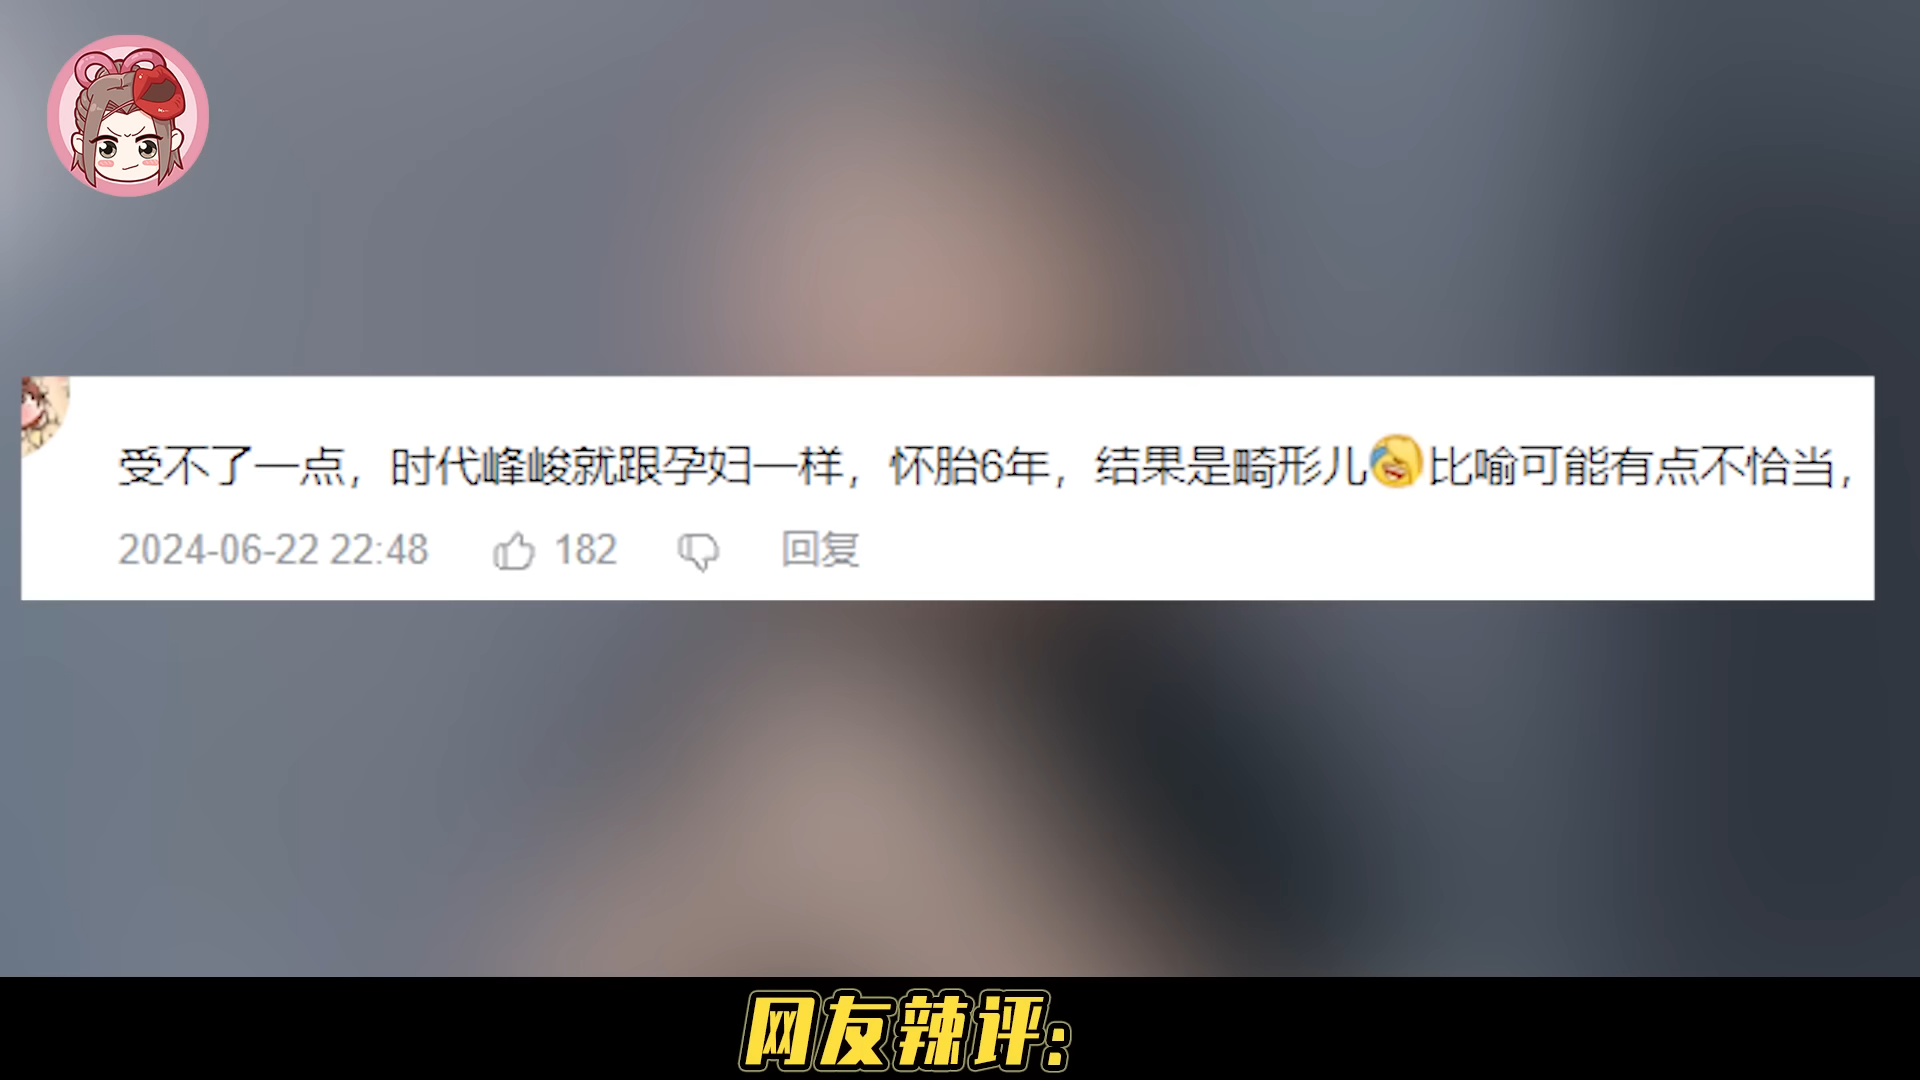 受不了一点，时代峰峻就跟孕妇一样，怀胎6年，结果是畸形儿比喻可能有点不恰当，
2024-06-22 22:48 182 回复
网友辣评: